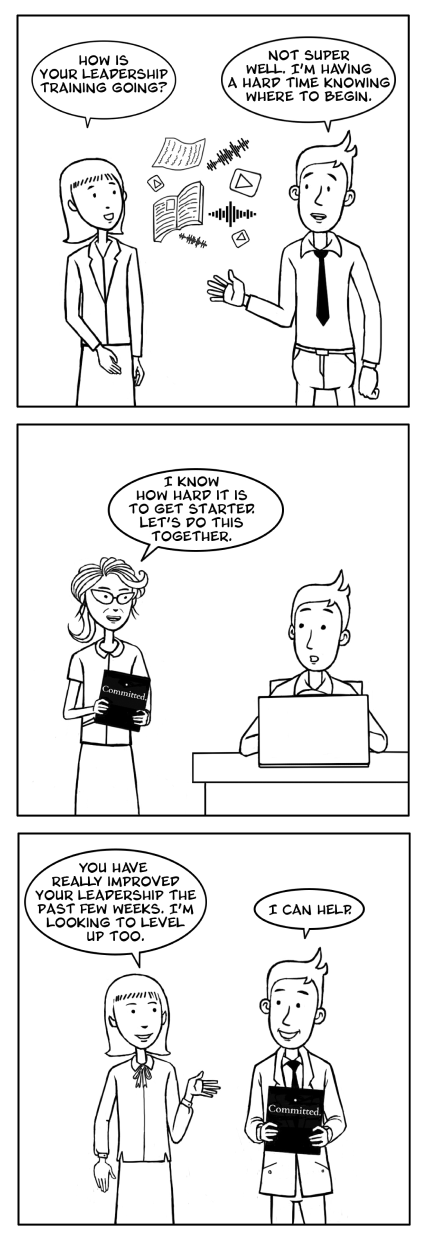 HOW IS
YOUR LEADERSHIP
TRAINING GOING?
NOT SUPER
WELL. I'M HAVING
A HARD TIME KNOWING
WHERE TO BEGIN.
I KNOW
HOW HARD IT IS
TO GET STARTED.
LET'S DO THIS
TOGETHER.
Committed.
YOU HAVE
REALLY IMPROVED
YOUR LEADERSHIP THE
PAST FEW WEEKS. I'M
LOOKING TO LEVEL
UP TOO.
I CAN HELP.
Committed.